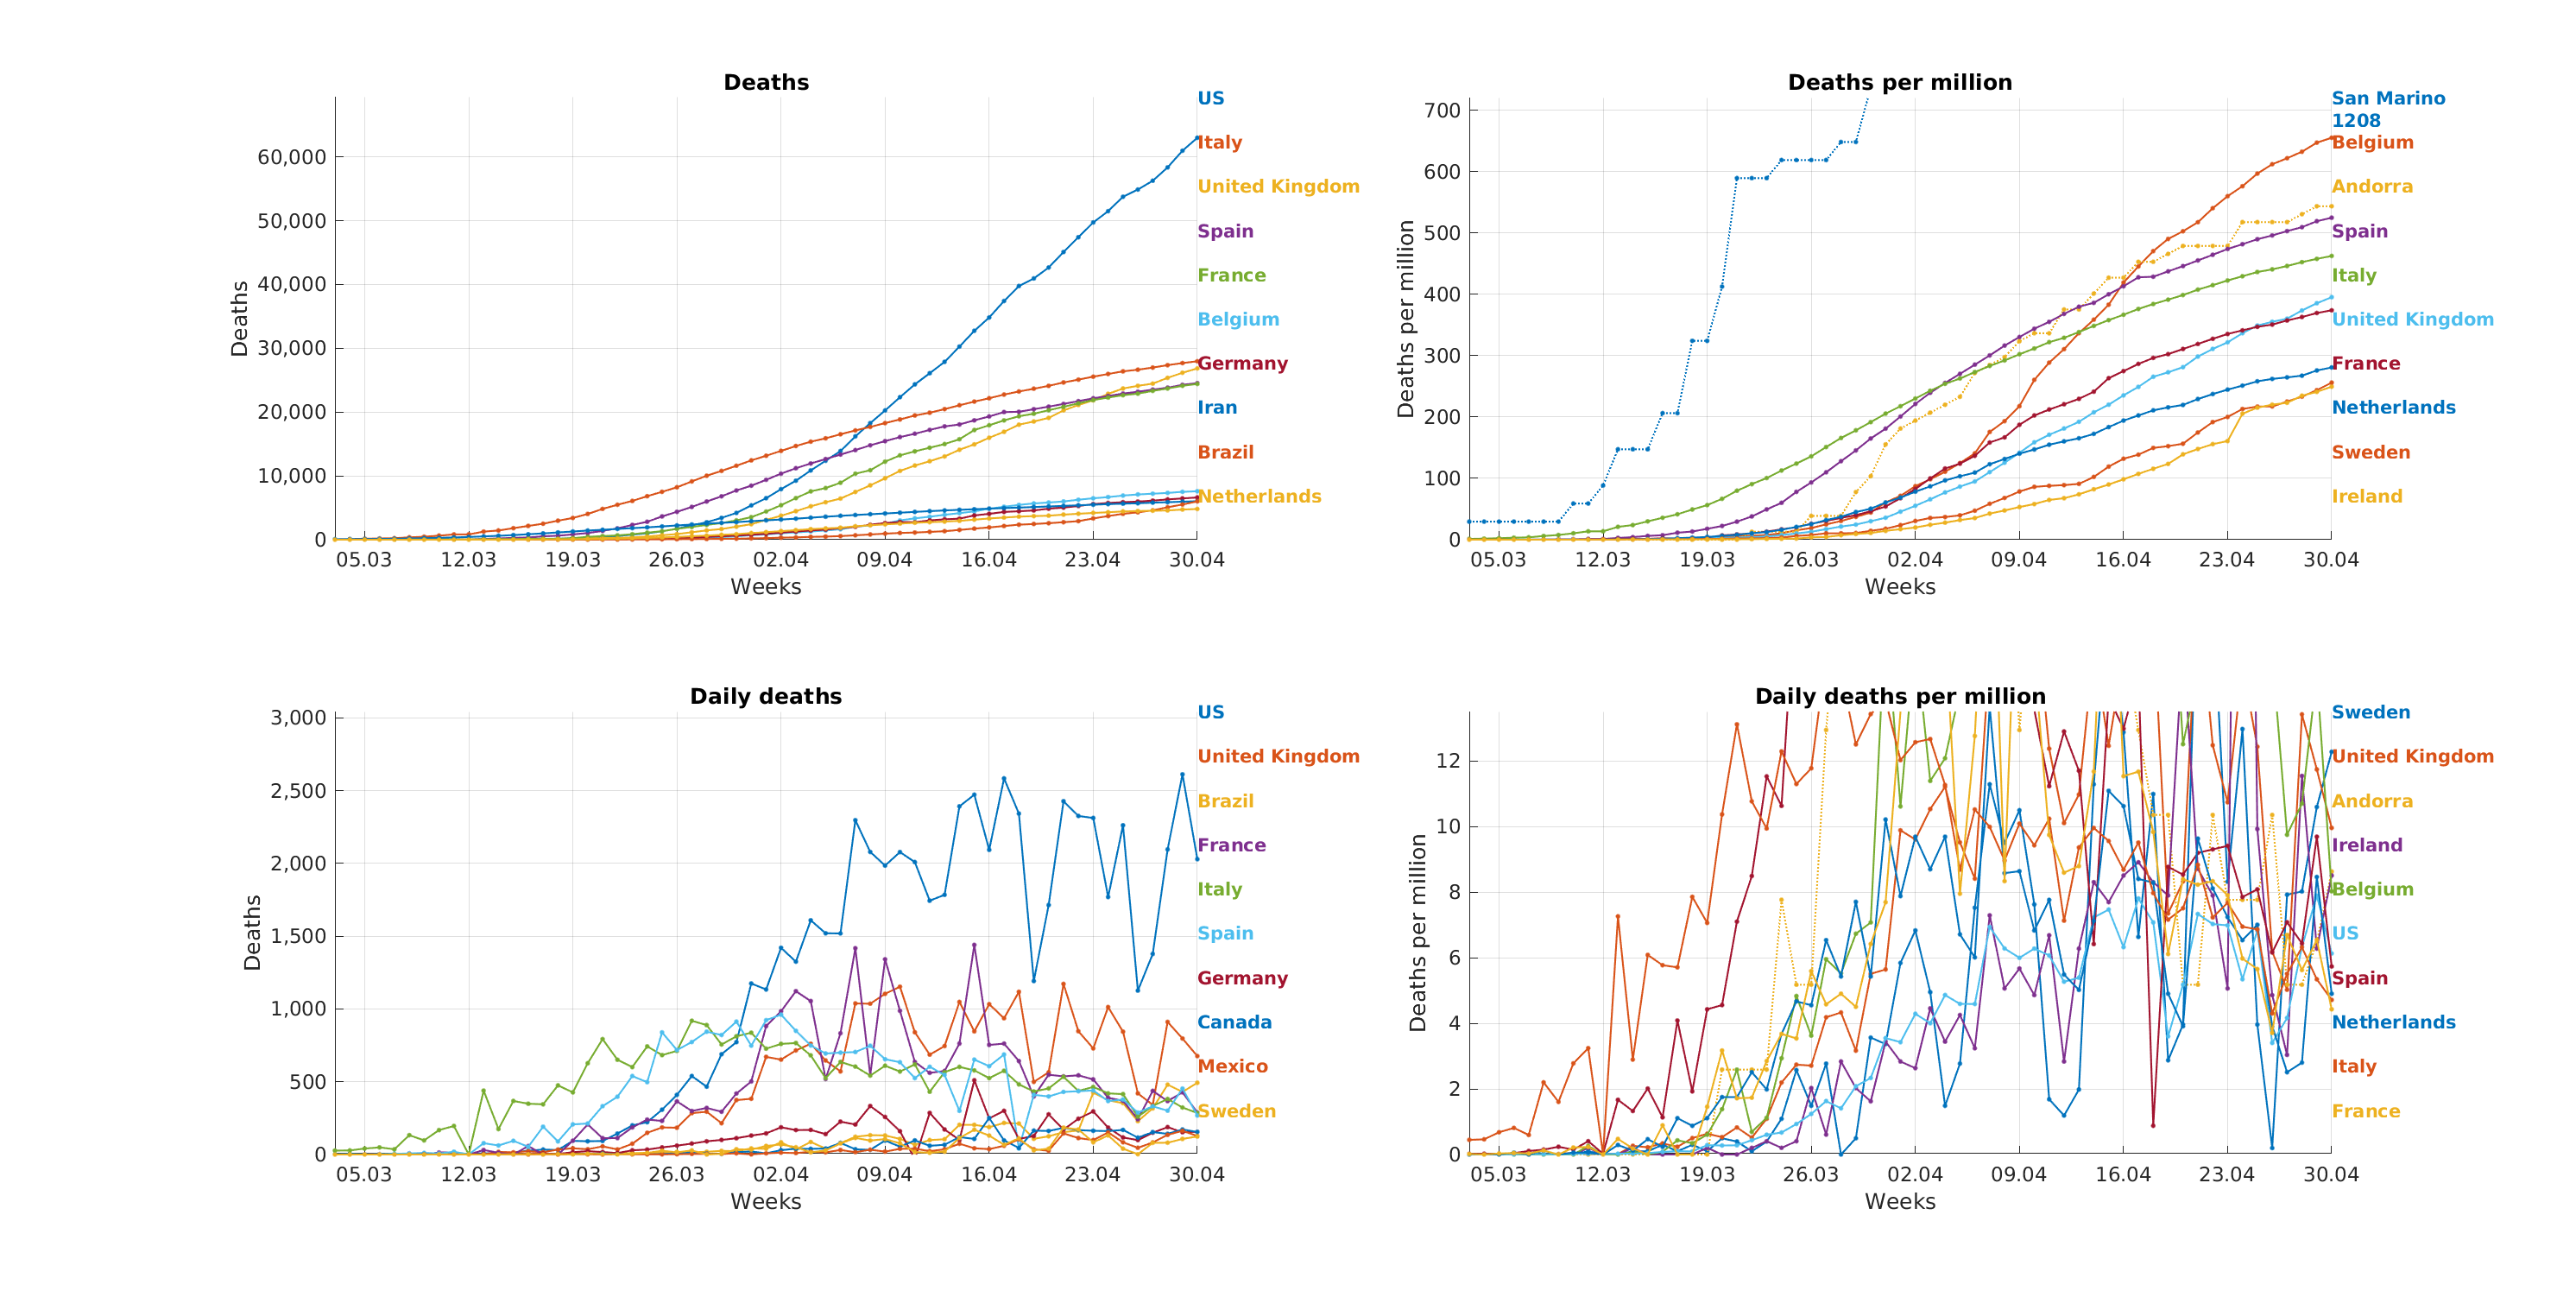 Deaths
Deaths
60,000
50,000
40,000
30,000
20,000
10,000
0
05.03 12.03 19.03 26.03 02.04 09.04 16.04 23.04 30.04
Weeks
US
Italy
United Kingdom
Spain
France
Belgium
Germany
Iran
Brazil
Netherlands
Deaths per million
Deaths per million
700
600
500
400
300
200
100
0
05.03 12.03 19.03 26.03 02.04 09.04 16.04 23.04 30.04
Weeks
San Marino
1208
Belgium
Andorra
Spain
Italy
United Kingdom
France
Netherlands
Sweden
Ireland
Daily deaths
Deaths
3,000
2,500
2,000
1,500
1,000
500
0
05.03 12.03 19.03 26.03 02.04 09.04 16.04 23.04 30.04
Weeks
US
United Kingdom
Brazil
France
Italy
Spain
Germany
Canada
Mexico
Sweden
Daily deaths per million
Deaths per million
12
10
8
6
4
2
0
05.03 12.03 19.03 26.03 02.04 09.04 16.04 23.04 30.04
Weeks
Sweden
United Kingdom
Andorra
Ireland
Belgium
US
Spain
Netherlands
Italy
France